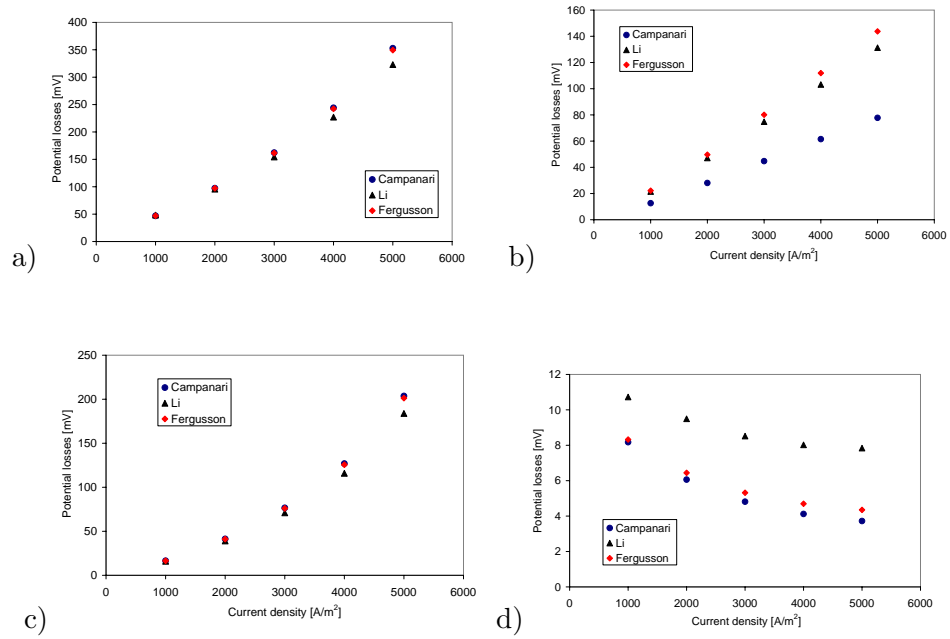 400
350
300
250
200
150
100
50
0
0 1000 2000 3000 4000 5000 6000
Potential losses [mV]
Current density [A/m²]
Campanari
Li
Fergusson
a)
160
140
120
100
80
60
40
20
0
0 1000 2000 3000 4000 5000 6000
Potential losses [mV]
Current density [A/m²]
Campanari
Li
Fergusson
b)
250
200
150
100
50
0
0 1000 2000 3000 4000 5000 6000
Potential losses [mV]
Current density [A/m²]
Campanari
Li
Fergusson
c)
12
10
8
6
4
2
0
0 1000 2000 3000 4000 5000 6000
Potential losses [mV]
Current density [A/m²]
Campanari
Li
Fergusson
d)